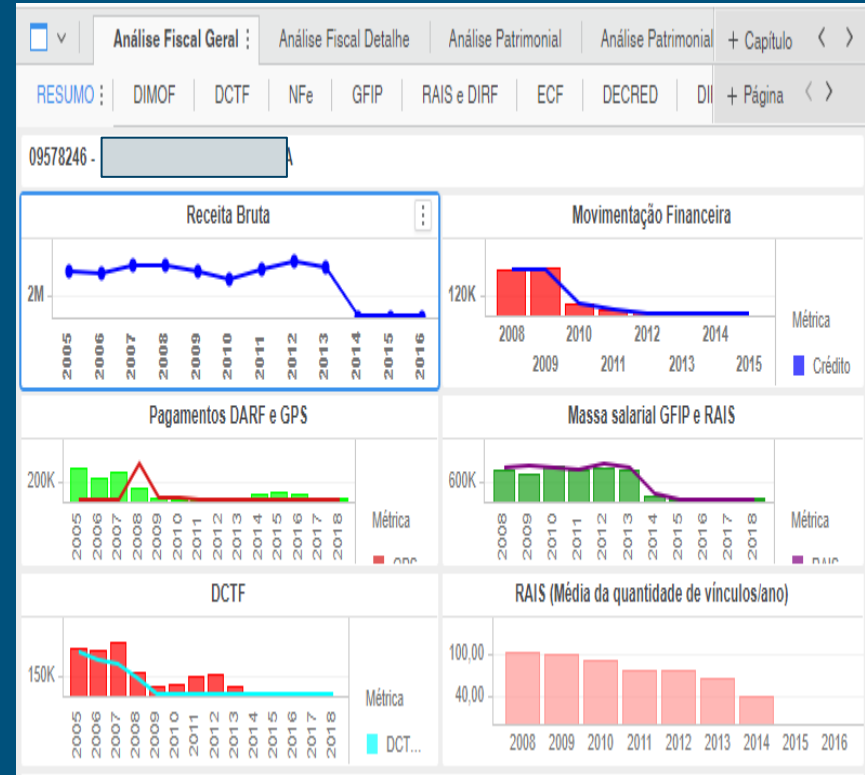 Análise Fiscal Geral Análise Fiscal Detalhe Análise Patrimonial Análise Patrimonial + Capítulo
RESUMO DIMOF DCTF NFe GFIP RAIS e DIRF ECF DECRED + Página
09578246 -
Receita Bruta
2M
2005 2006 2007 2008 2009 2010 2011 2012 2013 2014 2015 2016
Movimentação Financeira
120K
2008 2010 2012 2014
2009 2011 2013 2015
Métrica
Crédito
Pagamentos DARF e GPS
200K
2005 2006 2007 2008 2009 2010 2011 2012 2013 2014 2015 2016 2017 2018
Métrica
GPS
Massa salarial GFIP e RAIS
600K
2008 2009 2010 2011 2012 2013 2014 2015 2016 2017 2018
Métrica
RAIS
DCTF
150K
2005 2006 2007 2008 2009 2010 2011 2012 2013 2014 2015 2016 2017 2018
Métrica
DCT...
RAIS (Média da quantidade de vínculos/ano)
100,00
40,00
2008 2009 2010 2011 2012 2013 2014 2015 2016